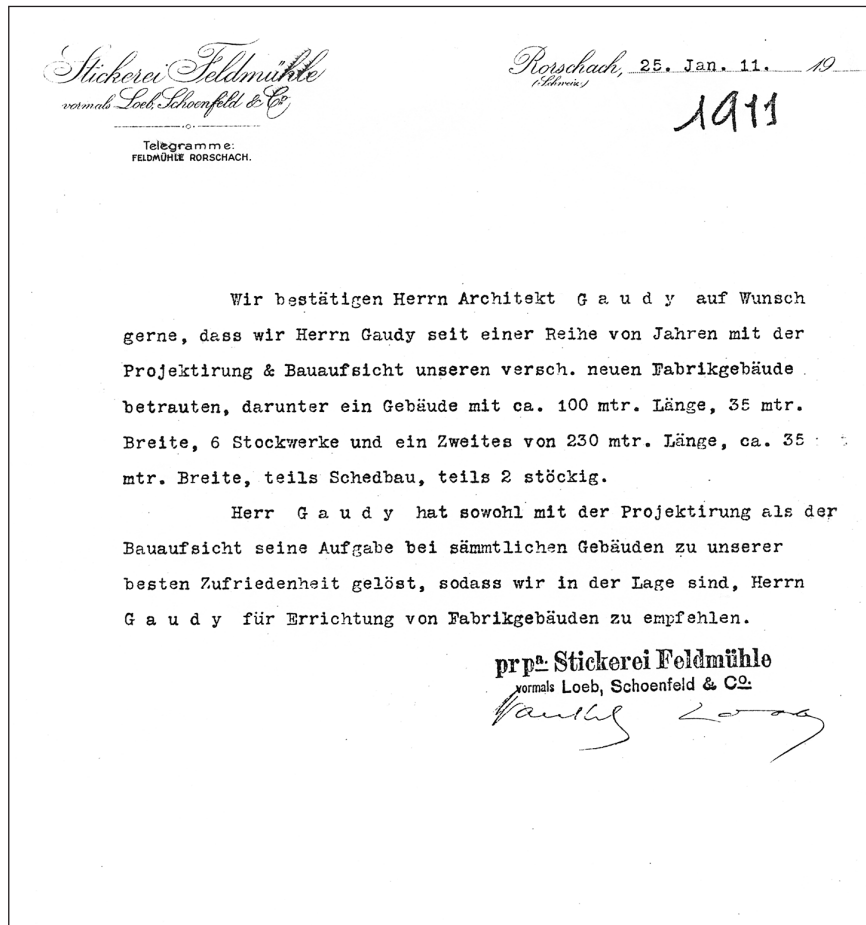 Stickerei Feldmühle
vormals Loeb, Schoenfeld & Co.
Telegramme:
FELDMÜHLE RORSCHACH.
Rorschach, 25. Jan. 11. 19
(Schweiz)
1911
Wir bestätigen Herrn Architekt G a u d y auf Wunsch
gerne, dass wir Herrn Gaudy seit einer Reihe von Jahren mit der
Projektirung & Bauaufsicht unseren versch. neuen Fabrikgebäude
betrauten, darunter ein Gebäude mit ca. 100 mtr. Länge, 35 mtr.
Breite, 6 Stockwerke und ein Zweites von 230 mtr. Länge, ca. 35
mtr. Breite, teils Schedbau, teils 2 stöckig.
Herr G a u d y hat sowohl mit der Projektirung als der
Bauaufsicht seine Aufgabe bei sämmtlichen Gebäuden zu unserer
besten Zufriedenheit gelöst, sodass wir in der Lage sind, Herrn
G a u d y für Errichtung von Fabrikgebäuden zu empfehlen.
prpa. Stickerei Feldmühle
vormals Loeb, Schoenfeld & Co.